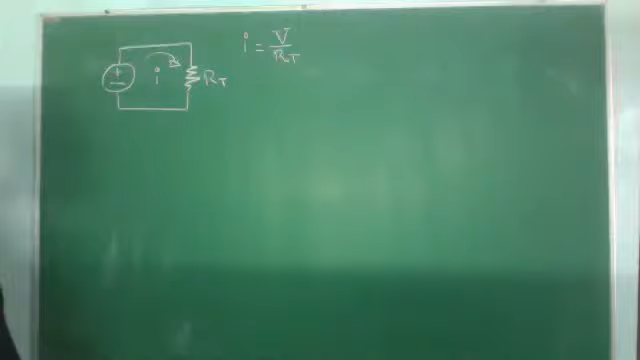 i = V / R_T
+
−
i
R_T